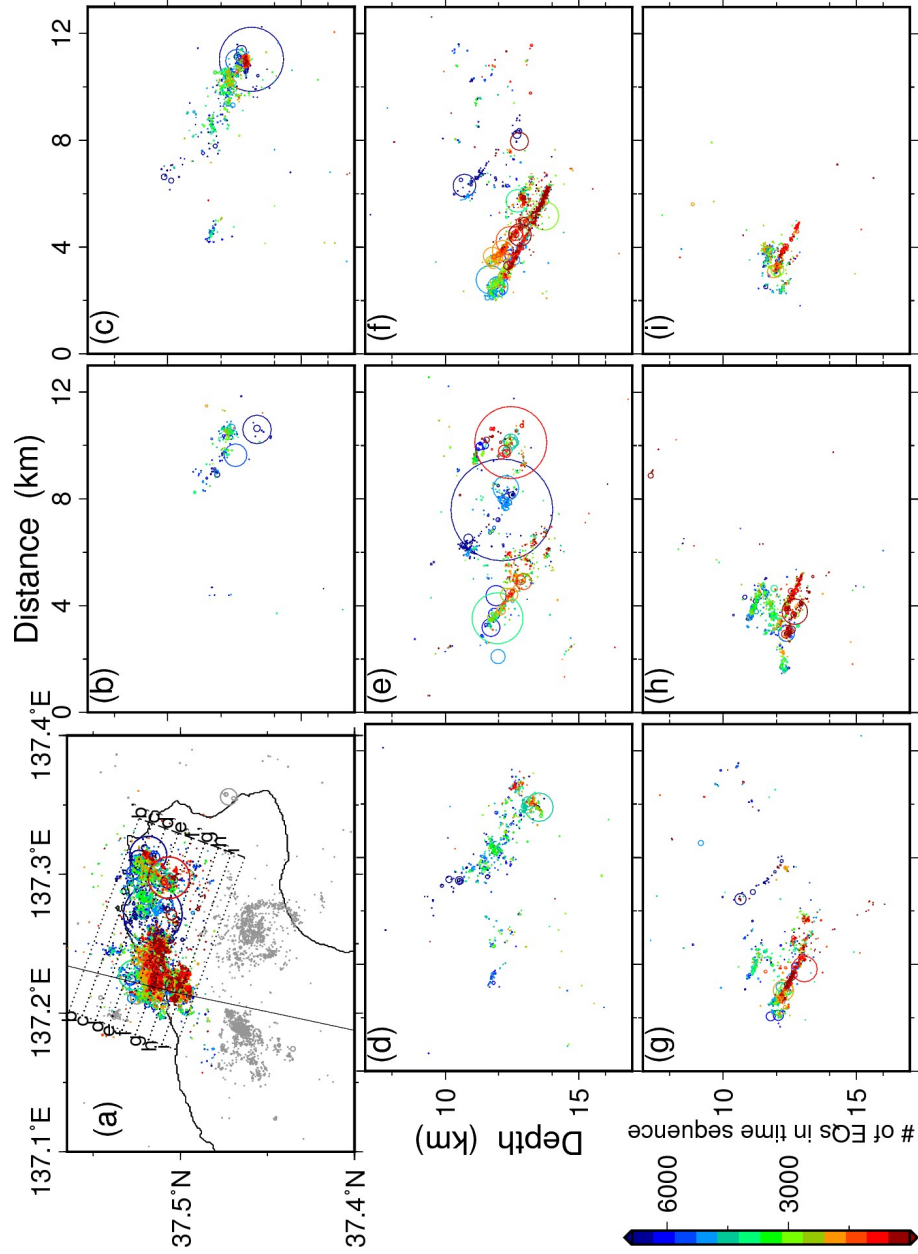 Distance (km)
137.1°E 137.2°E 137.3°E 137.4°E
0 4 8 12
0 4 8 12
37.5°N
37.4°N
(a)
b
c
d
e
f
g
h
i
b
c
d
e
f
g
h
i
(b)
(c)
Depth (km)
10
15
(d)
(e)
(f)
10
15
(g)
(h)
(i)
6000
3000
# of EQs in time sequence